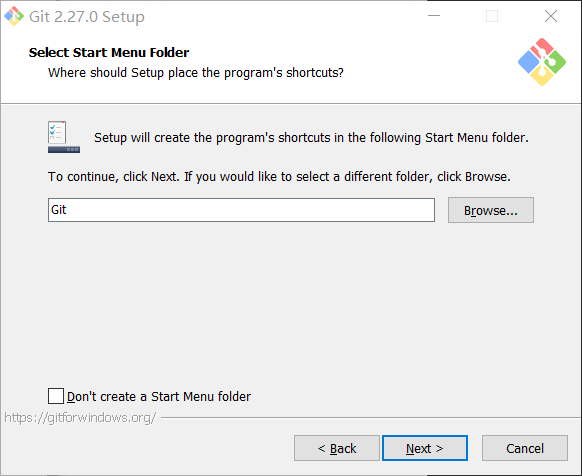 Git 2.27.0 Setup
Select Start Menu Folder
Where should Setup place the program's shortcuts?
Setup will create the program's shortcuts in the following Start Menu folder.
To continue, click Next. If you would like to select a different folder, click Browse.
Git
Browse...
Don't create a Start Menu folder
https://gitforwindows.org/
< Back
Next >
Cancel